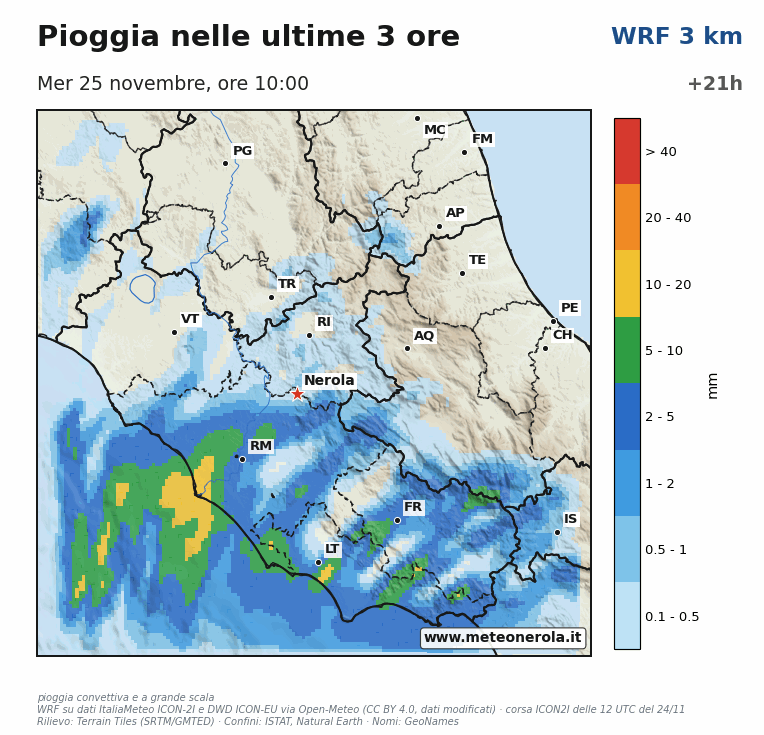 Pioggia nelle ultime 3 ore
WRF 3 km
Mer 25 novembre, ore 10:00
+21h
MC
FM
PG
AP
TE
TR
PE
VT
RI
CH
AQ
Nerola
RM
FR
IS
LT
www.meteonerola.it
> 40
20 - 40
10 - 20
5 - 10
2 - 5
1 - 2
0.5 - 1
0.1 - 0.5
mm
pioggia convettiva e a grande scala
WRF su dati ItaliaMeteo ICON-2I e DWD ICON-EU via Open-Meteo (CC BY 4.0, dati modificati) · corsa ICON2I delle 12 UTC del 24/11
Rilievo: Terrain Tiles (SRTM/GMTED) · Confini: ISTAT, Natural Earth · Nomi: GeoNames